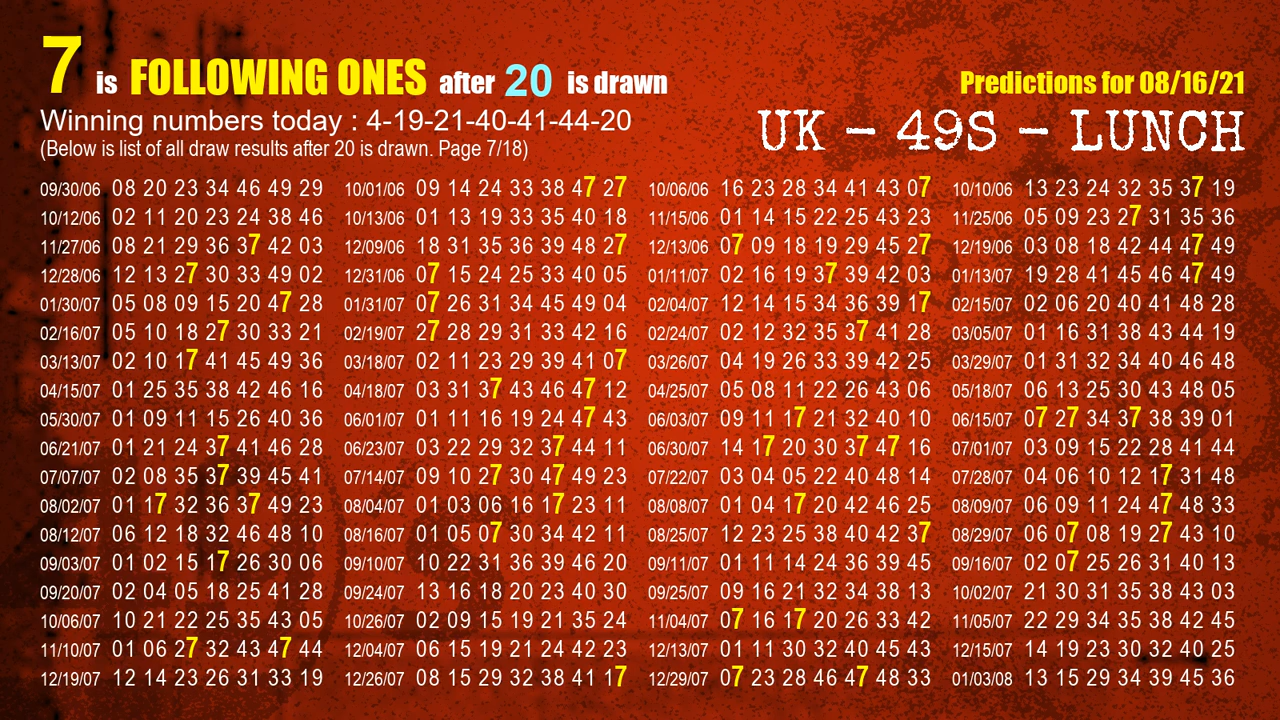 7 is FOLLOWING ONES after 20 is drawn
Predictions for 08/16/21
Winning numbers today : 4-19-21-40-41-44-20
UK - 49S - LUNCH
(Below is list of all draw results after 20 is drawn. Page 7/18)
09/30/06 08 20 23 34 46 49 29 10/01/06 09 14 24 33 38 47 27 10/06/06 16 23 28 34 41 43 07 10/10/06 13 23 24 32 35 37 19
10/12/06 02 11 20 23 24 38 46 10/13/06 01 13 19 33 35 40 18 11/15/06 01 14 15 22 25 43 23 11/25/06 05 09 23 27 31 35 36
11/27/06 08 21 29 36 37 42 03 12/09/06 18 31 35 36 39 48 27 12/13/06 07 09 18 19 29 45 27 12/19/06 03 08 18 42 44 47 49
12/28/06 12 13 27 30 33 49 02 12/31/06 07 15 24 25 33 40 05 01/11/07 02 16 19 37 39 42 03 01/13/07 19 28 41 45 46 47 49
01/30/07 05 08 09 15 20 47 28 01/31/07 07 26 31 34 45 49 04 02/04/07 12 14 15 34 36 39 17 02/15/07 02 06 20 40 41 48 28
02/16/07 05 10 18 27 30 33 21 02/19/07 27 28 29 31 33 42 16 02/24/07 02 12 32 35 37 41 28 03/05/07 01 16 31 38 43 44 19
03/13/07 02 10 17 41 45 49 36 03/18/07 02 11 23 29 39 41 07 03/26/07 04 19 26 33 39 42 25 03/29/07 01 31 32 34 40 46 48
04/15/07 01 25 35 38 42 46 16 04/18/07 03 31 37 43 46 47 12 04/25/07 05 08 11 22 26 43 06 05/18/07 06 13 25 30 43 48 05
05/30/07 01 09 11 15 26 40 36 06/01/07 01 11 16 19 24 47 43 06/03/07 09 11 17 21 32 40 10 06/15/07 07 27 34 37 38 39 01
06/21/07 01 21 24 37 41 46 28 06/23/07 03 22 29 32 37 44 11 06/30/07 14 17 20 30 37 47 16 07/01/07 03 09 15 22 28 41 44
07/07/07 02 08 35 37 39 45 41 07/14/07 09 10 27 30 47 49 23 07/22/07 03 04 05 22 40 48 14 07/28/07 04 06 10 12 17 31 48
08/02/07 01 17 32 36 37 49 23 08/04/07 01 03 06 16 17 23 11 08/08/07 01 04 17 20 42 46 25 08/09/07 06 09 11 24 47 48 33
08/12/07 06 12 18 32 46 48 10 08/16/07 01 05 07 30 34 42 11 08/25/07 12 23 25 38 40 42 37 08/29/07 06 07 08 19 27 43 10
09/03/07 01 02 15 17 26 30 06 09/10/07 10 22 31 36 39 46 20 09/11/07 01 11 14 24 36 39 45 09/16/07 02 07 25 26 31 40 13
09/20/07 02 04 05 18 25 41 28 09/24/07 13 16 18 20 23 40 30 09/25/07 09 16 21 32 34 38 13 10/02/07 21 30 31 35 38 43 03
10/06/07 10 21 22 25 35 43 05 10/26/07 02 09 15 19 21 35 24 11/04/07 07 16 17 20 26 33 42 11/05/07 22 29 34 35 38 42 45
11/10/07 01 06 27 32 43 47 44 12/04/07 06 15 19 21 24 42 23 12/13/07 01 11 30 32 40 45 43 12/15/07 14 19 30 32 40 25 04
12/19/07 12 14 23 26 31 33 19 12/26/07 08 15 29 32 38 41 17 12/29/07 07 23 28 46 47 48 33 01/03/08 13 15 29 34 39 45 36